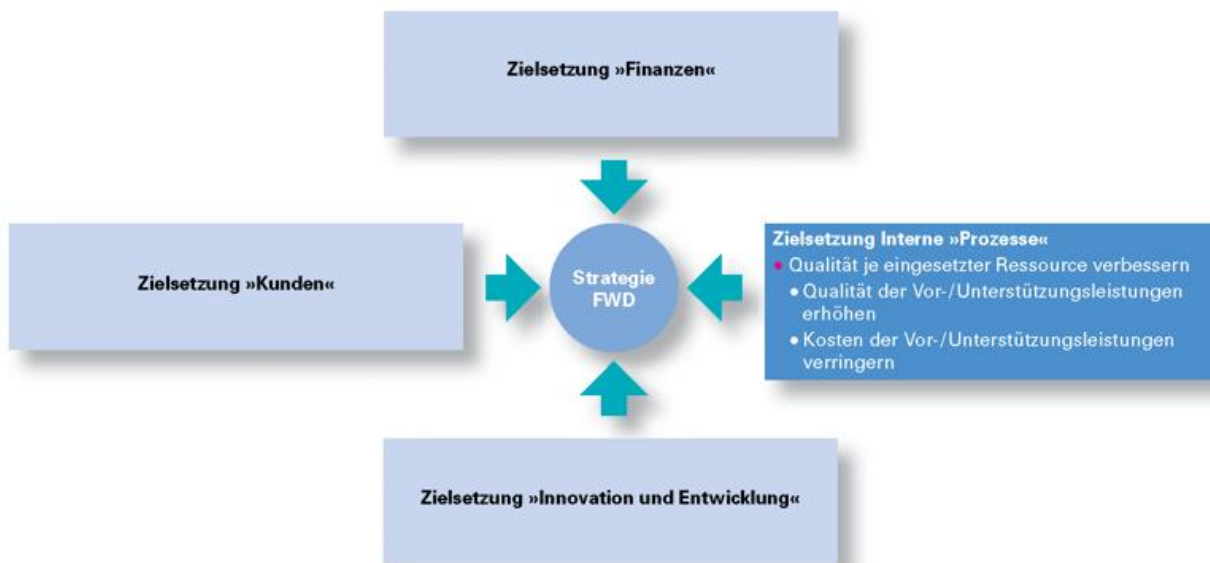 Zielsetzung »Finanzen«
Zielsetzung »Kunden«
Strategie
FWD
Zielsetzung Interne »Prozesse«
• Qualität je eingesetzter Ressource verbessern
• Qualität der Vor-/Unterstützungsleistungen
erhöhen
• Kosten der Vor-/Unterstützungsleistungen
verringern
Zielsetzung »Innovation und Entwicklung«